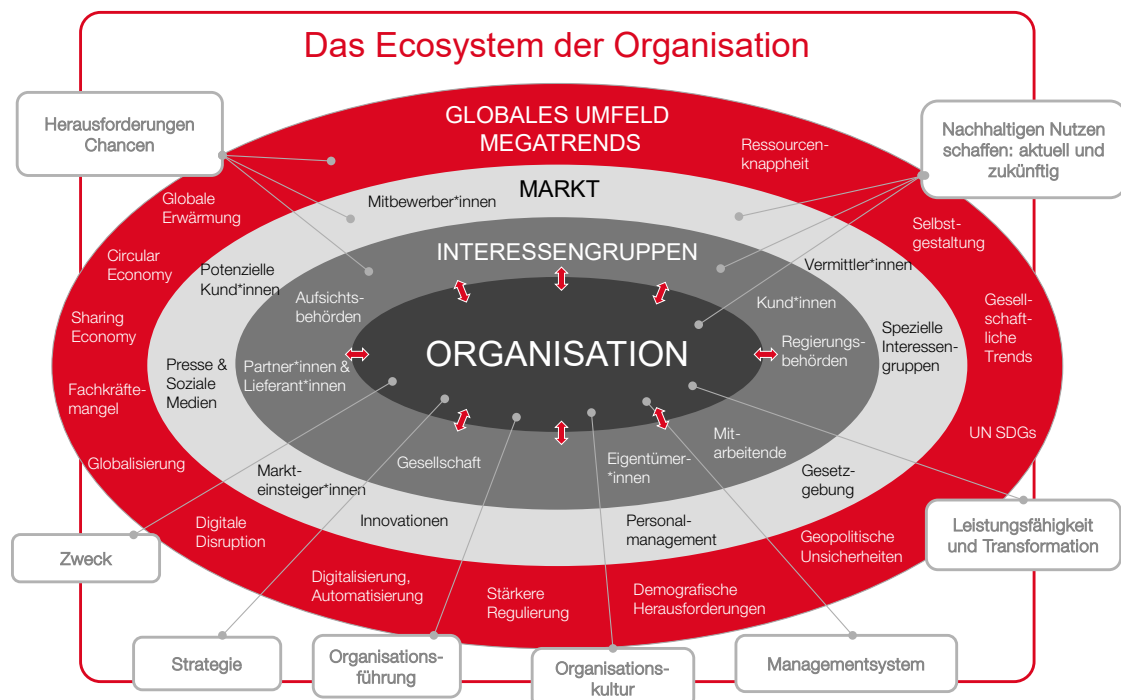 Das Ecosystem der Organisation
Herausforderungen
Chancen
GLOBALES UMFELD
MEGATRENDS
Nachhaltigen Nutzen
schaffen: aktuell und
zukünftig
Ressourcen-
knappheit
MARKT
Mitbewerber*innen
Globale
Erwärmung
Selbst-
gestaltung
INTERESSENGRUPPEN
Circular
Economy
Potenzielle
Kund*innen
Vermittler*innen
Aufsichts-
behörden
Kund*innen
Gesell-
schaft-
liche
Trends
Sharing
Economy
ORGANISATION
Regierungs-
behörden
Spezielle
Interessen-
gruppen
Presse &
Soziale
Medien
Partner*innen &
Lieferant*innen
Fachkräfte-
mangel
UN SDGs
Globalisierung
Gesellschaft
Eigentümer-
*innen
Mit-
arbeitende
Markt-
einsteiger*innen
Gesetz-
gebung
Digitale
Disruption
Innovationen
Personal-
management
Geopolitische
Unsicherheiten
Leistungsfähigkeit
und Transformation
Zweck
Digitalisierung,
Automatisierung
Stärkere
Regulierung
Demografische
Herausforderungen
Strategie
Organisations-
führung
Organisations-
kultur
Managementsystem